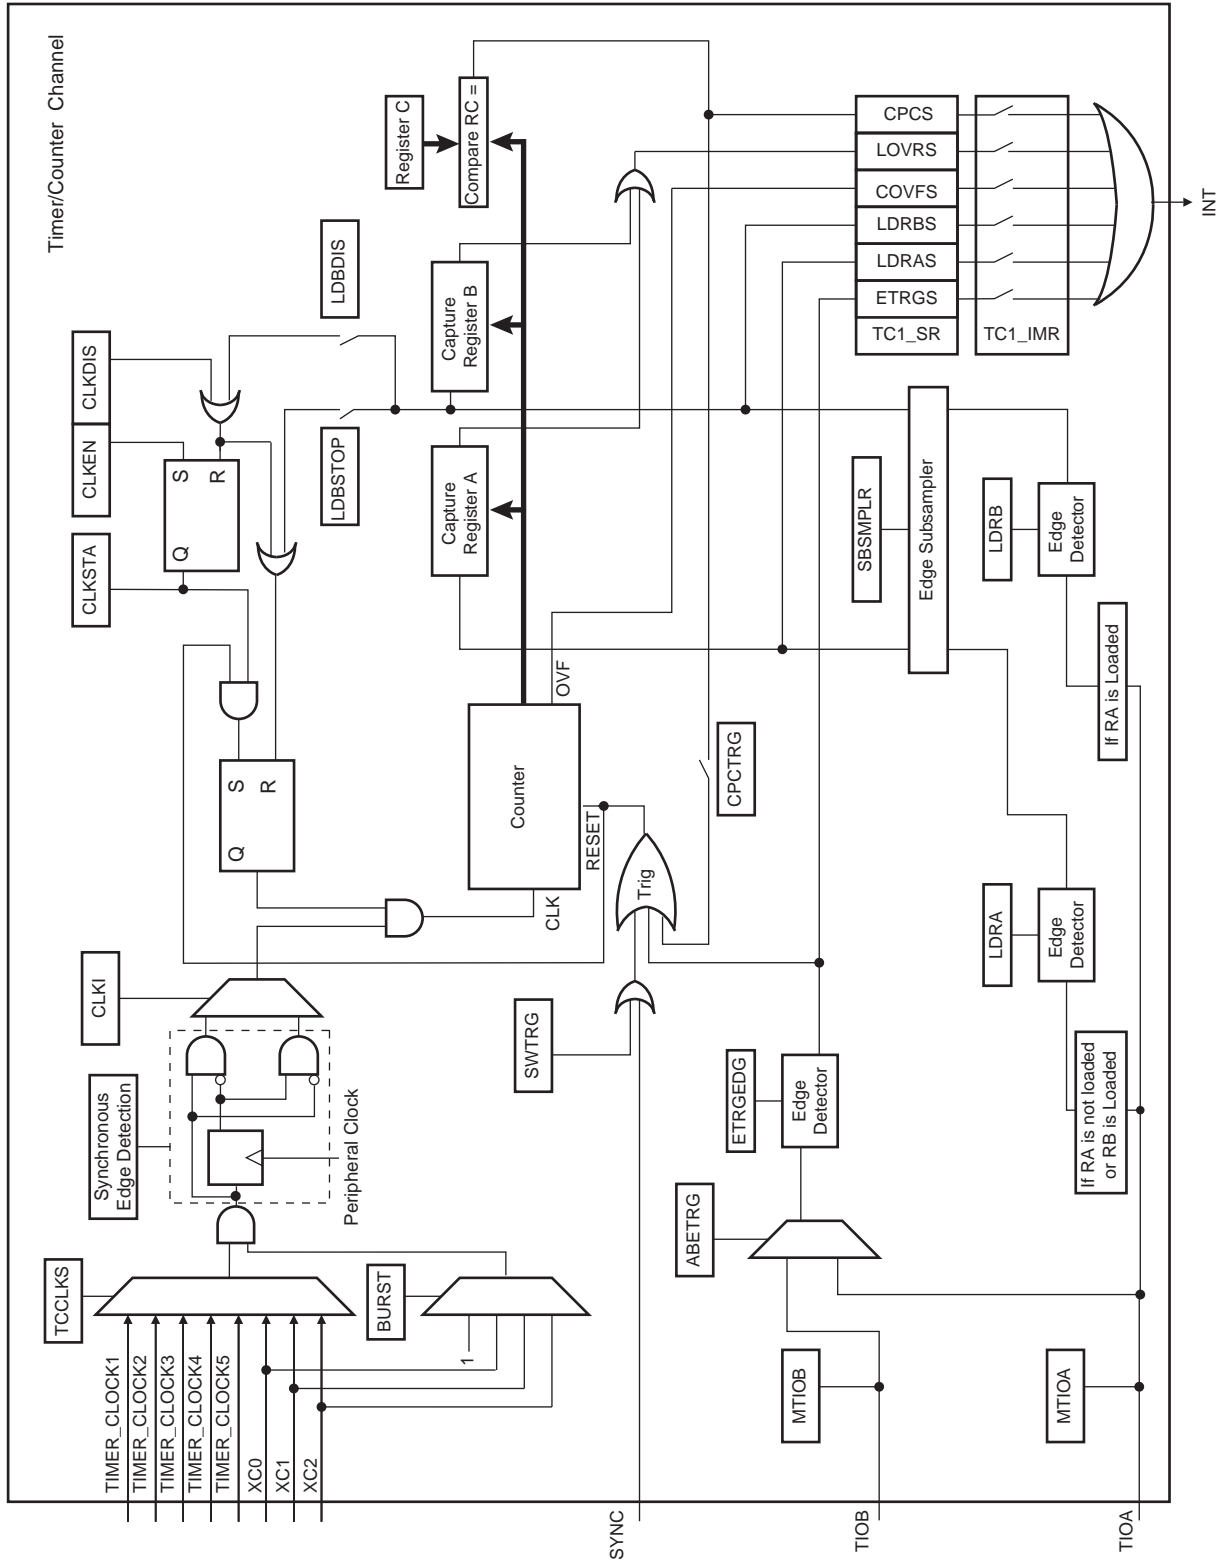 Timer/Counter Channel
TCCLKS
TIMER_CLOCK1
TIMER_CLOCK2
TIMER_CLOCK3
TIMER_CLOCK4
TIMER_CLOCK5
XC0
XC1
XC2
Synchronous
Edge Detection
Peripheral Clock
CLKI
BURST
1
CLKSTA
CLKEN
CLKDIS
Q
S
R
Q
S
R
LDBSTOP
LDBDIS
Register C
Capture
Register A
Capture
Register B
Compare RC =
Counter
CLK
OVF
RESET
SWTRG
SYNC
Trig
CPCTRG
MTIOB
TIOB
ABETRG
ETRGEDG
Edge
Detector
SBSMPLR
Edge Subsampler
MTIOA
TIOA
If RA is not loaded
or RB is Loaded
LDRA
Edge
Detector
If RA is Loaded
LDRB
Edge
Detector
CPCS
LOVRS
COVFS
LDRBS
LDRAS
ETRGS
TC1_SR
TC1_IMR
INT